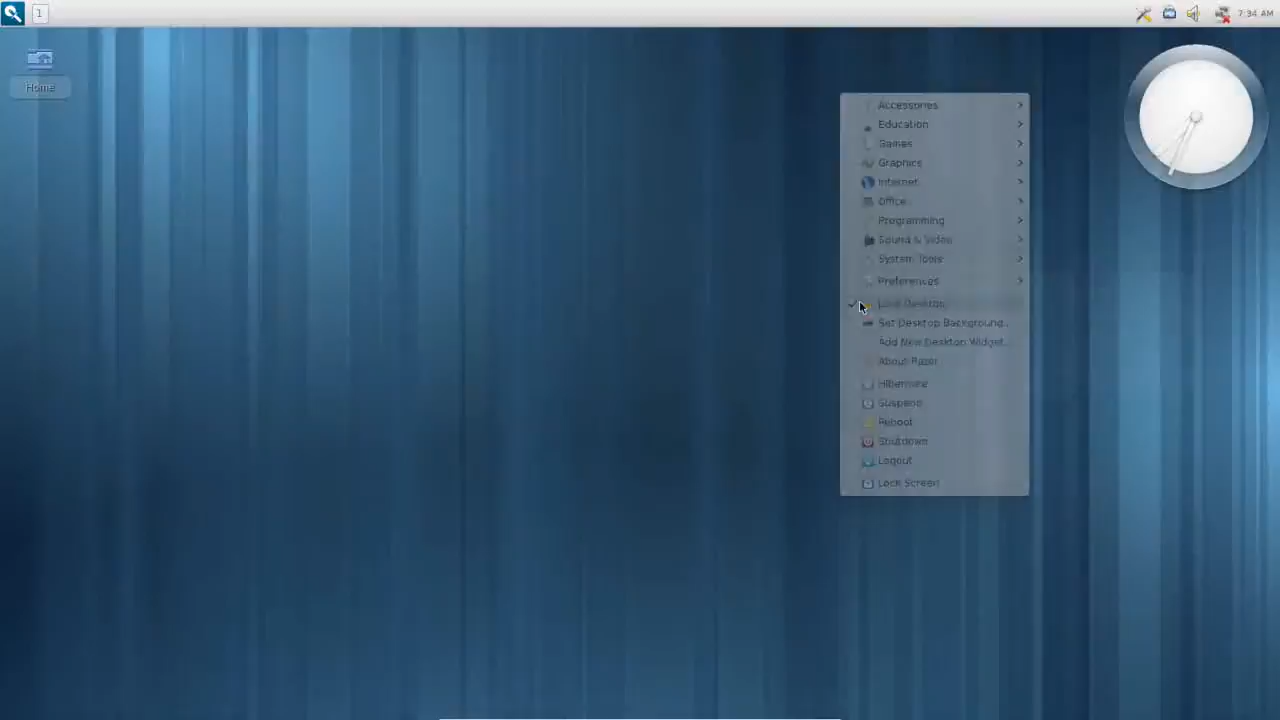 1
7:34 AM
Home
Accessories
Education
Games
Graphics
Internet
Office
Programming
Sound & Video
System Tools
Preferences
Lock Desktop
Set Desktop Background...
Add New Desktop Widget...
About Razor
Hibernate
Suspend
Reboot
Shutdown
Logout
Lock Screen